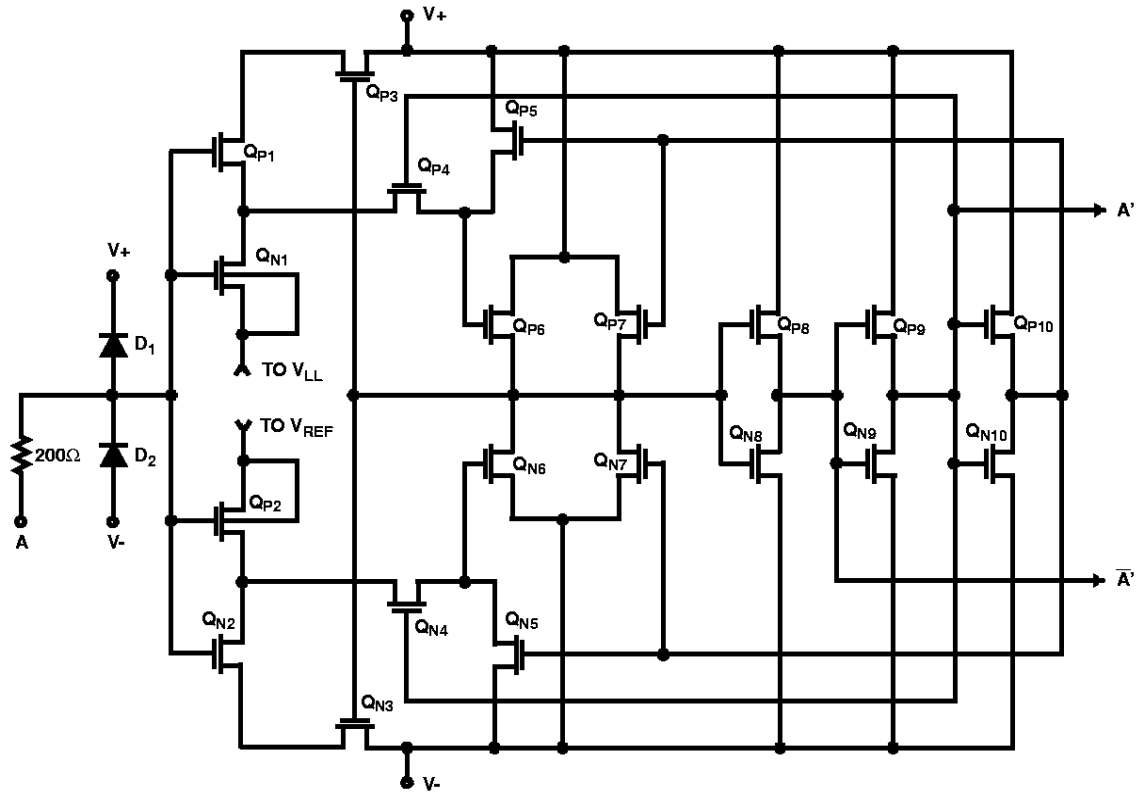 V+
QP3
QP5
QP1
QP4
A'
V+
QN1
QP6
QP7
QP8
QP9
QP10
D1
TO VLL
TO VREF
200Ω
D2
QN6
QN7
QN8
QN9
QN10
QP2
A
V-
A̅'
QN2
QN4
QN5
QN3
V-